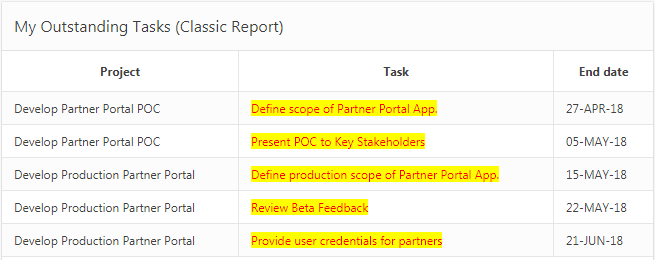 My Outstanding Tasks (Classic Report)
Project Task End date
Develop Partner Portal POC Define scope of Partner Portal App. 27-APR-18
Develop Partner Portal POC Present POC to Key Stakeholders 05-MAY-18
Develop Production Partner Portal Define production scope of Partner Portal App. 15-MAY-18
Develop Production Partner Portal Review Beta Feedback 22-MAY-18
Develop Production Partner Portal Provide user credentials for partners 21-JUN-18